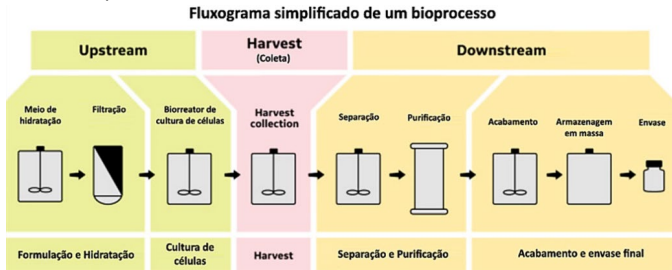 Fluxograma simplificado de um bioprocesso
Upstream
Harvest
(Coleta)
Downstream
Meio de
hidratação
Filtração
Biorreator de
cultura de células
Harvest
collection
Separação
Purificação
Acabamento
Armazenagem
em massa
Envase
Formulação e Hidratação
Cultura de
células
Harvest
Separação e Purificação
Acabamento e envase final